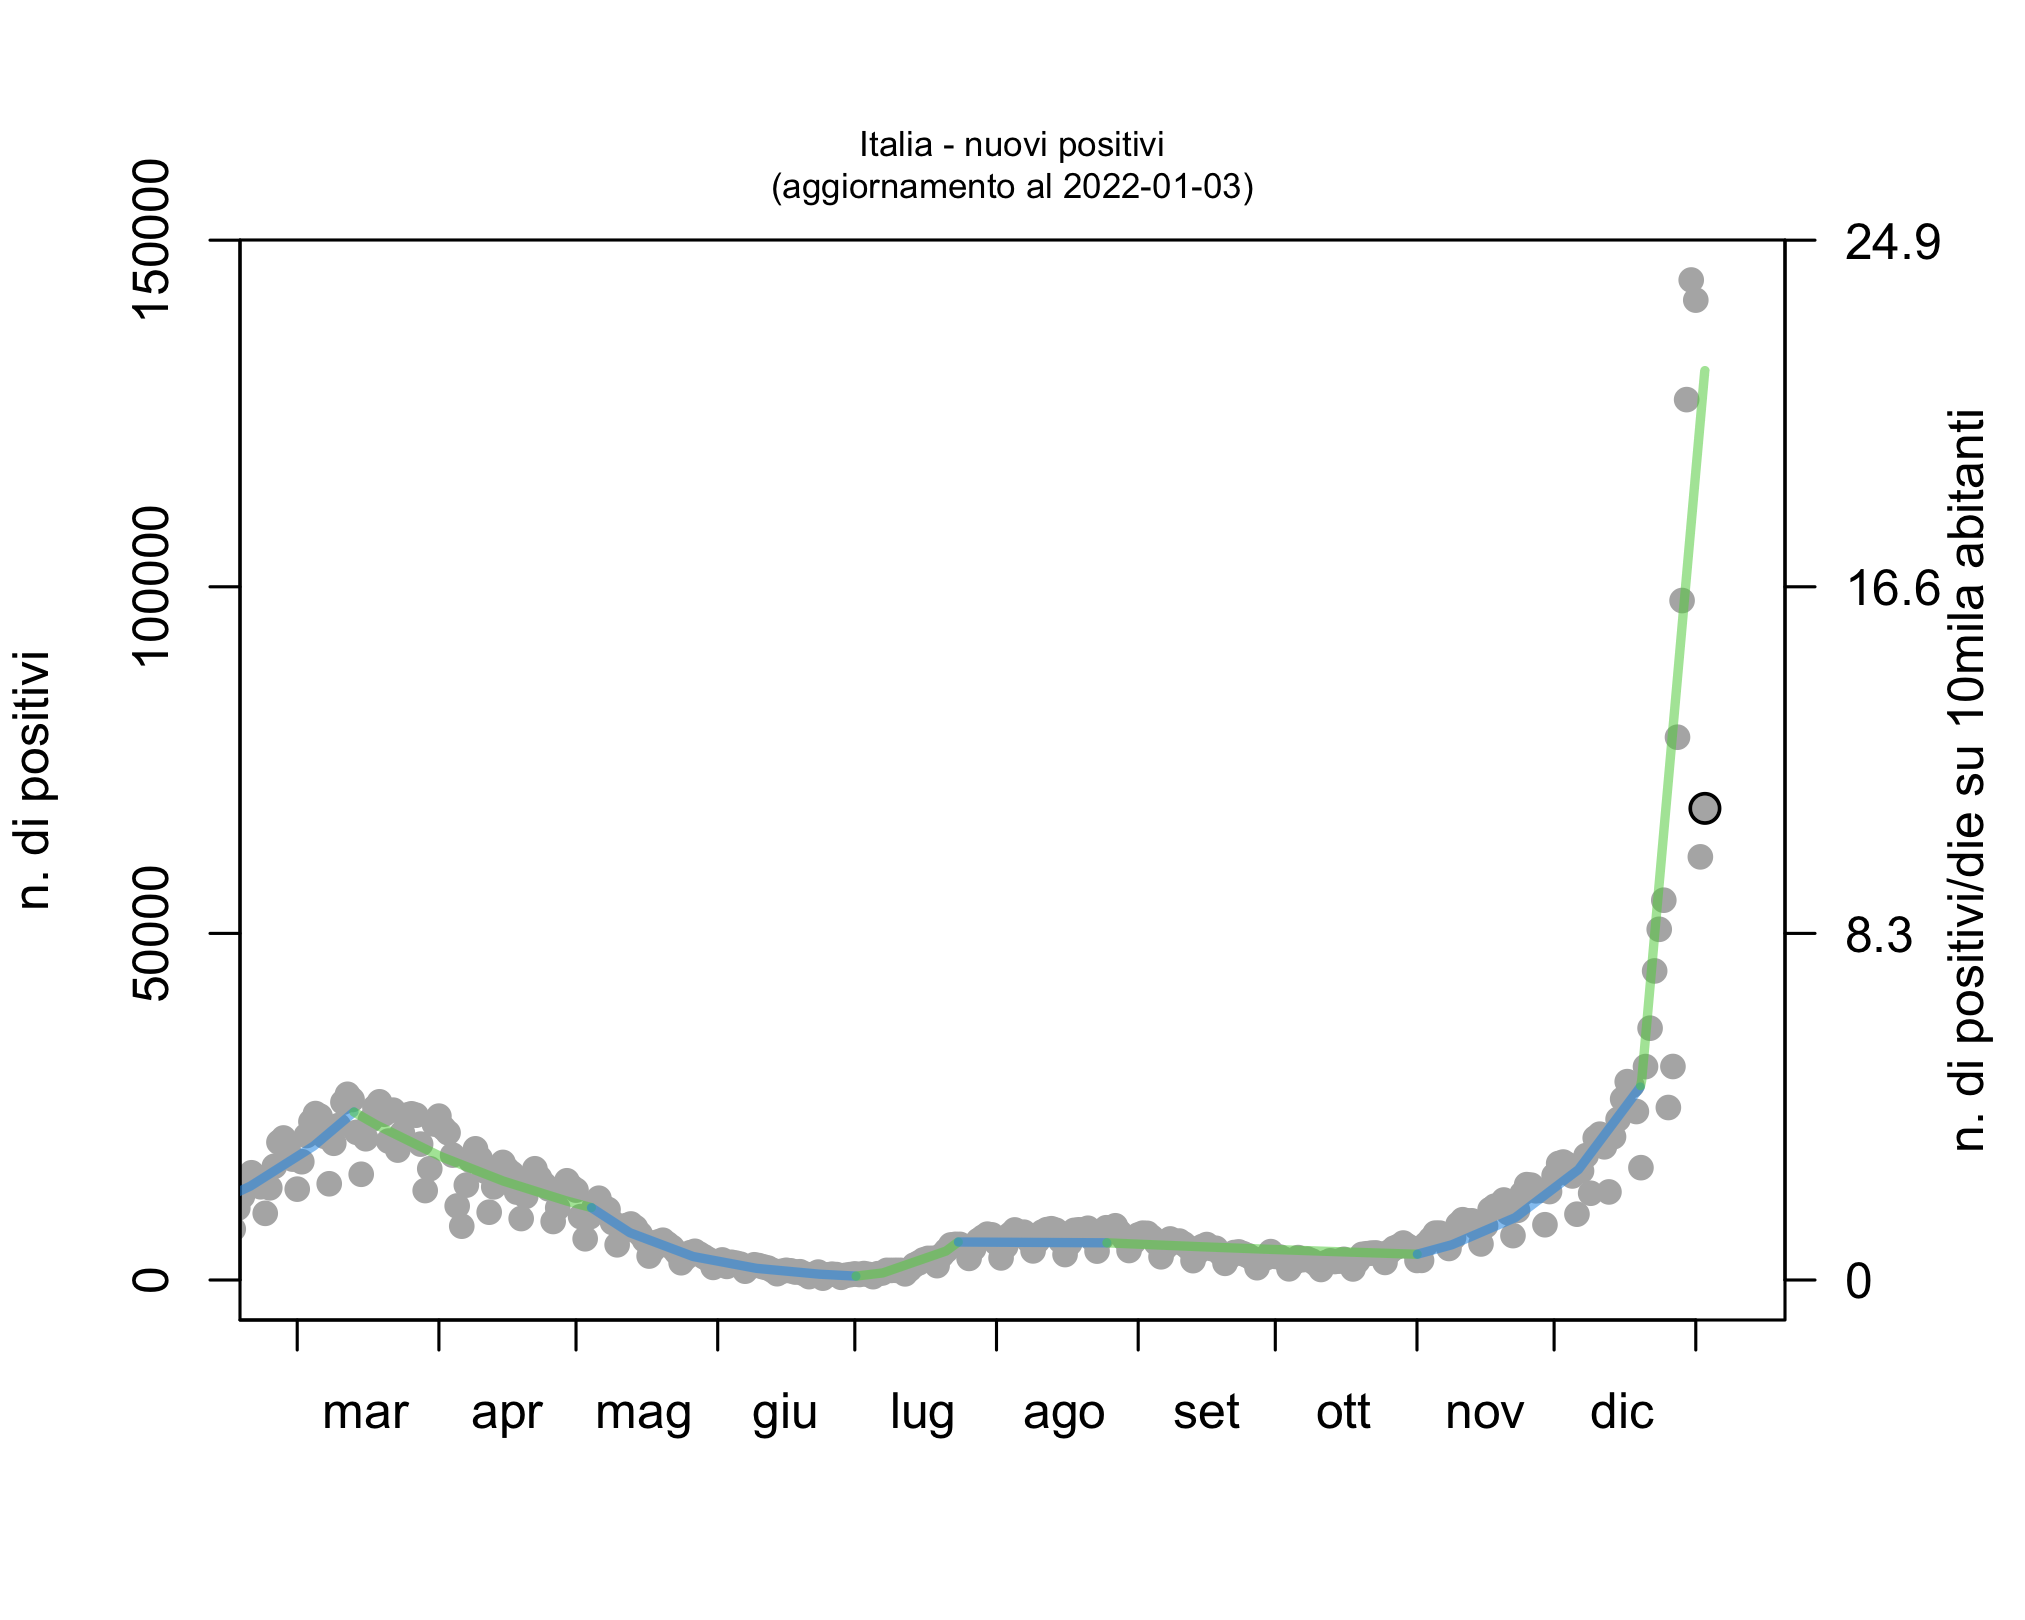 Italia - nuovi positivi
(aggiornamento al 2022-01-03)
n. di positivi
150000
100000
50000
0
24.9
16.6
8.3
0
n. di positivi/die su 10mila abitanti
mar apr mag giu lug ago set ott nov dic